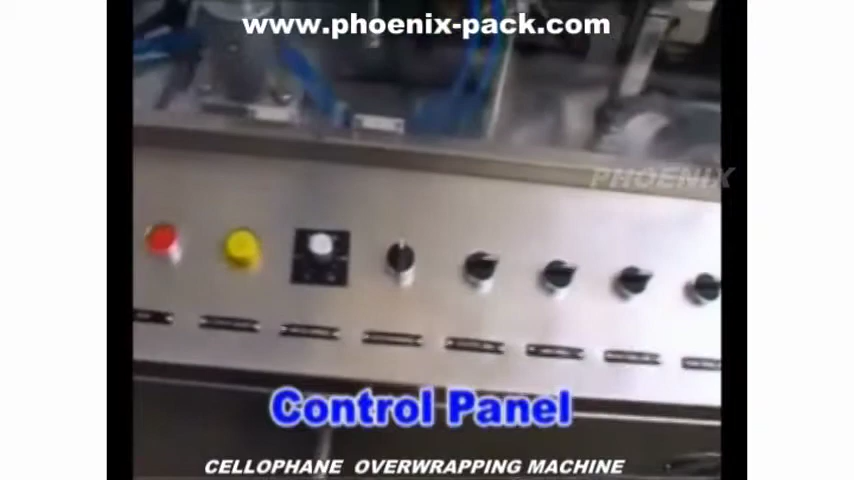 www.phoenix-pack.com
PHOENIX
Control Panel
CELLOPHANE OVERWRAPPING MACHINE